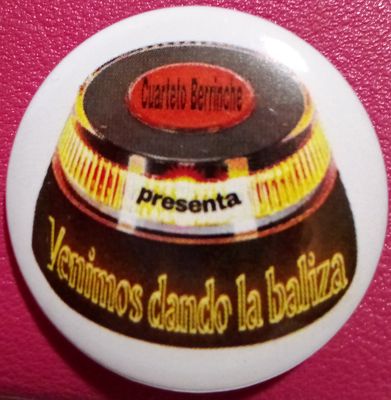 Cuarteto Berrinche
presenta
Venimos dando la baliza